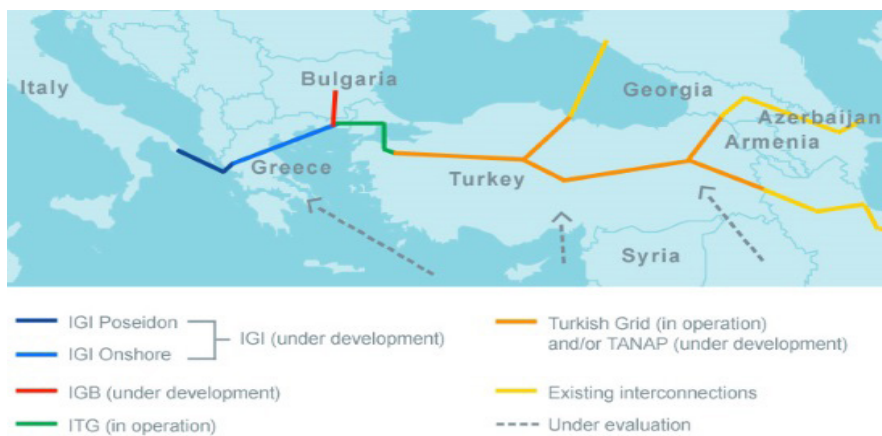 Italy
Bulgaria
Georgia
Azerbaijan
Armenia
Greece
Turkey
Syria
IGI Poseidon
IGI Onshore
IGI (under development)
IGB (under development)
ITG (in operation)
Turkish Grid (in operation)
and/or TANAP (under development)
Existing interconnections
Under evaluation